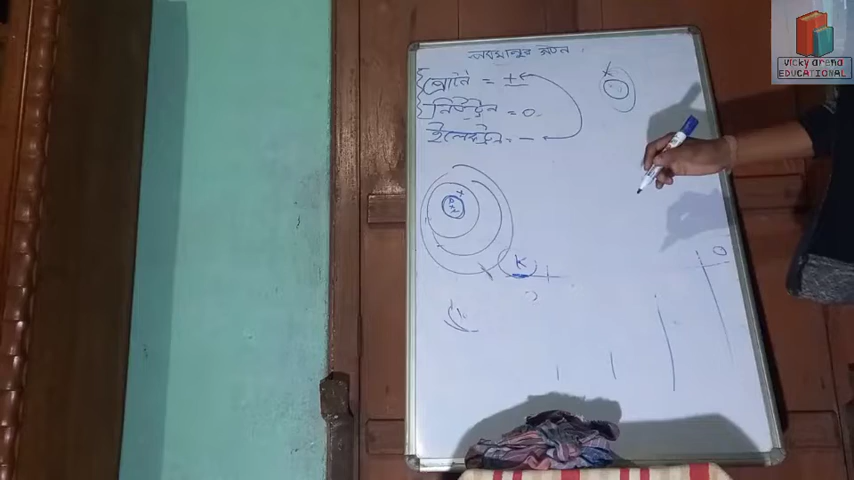 VICKY arena
EDUCATIONAL
পরমাণুর গঠন
প্রোটন = +
নিউট্রন = 0
ইলেকট্রন = -
K